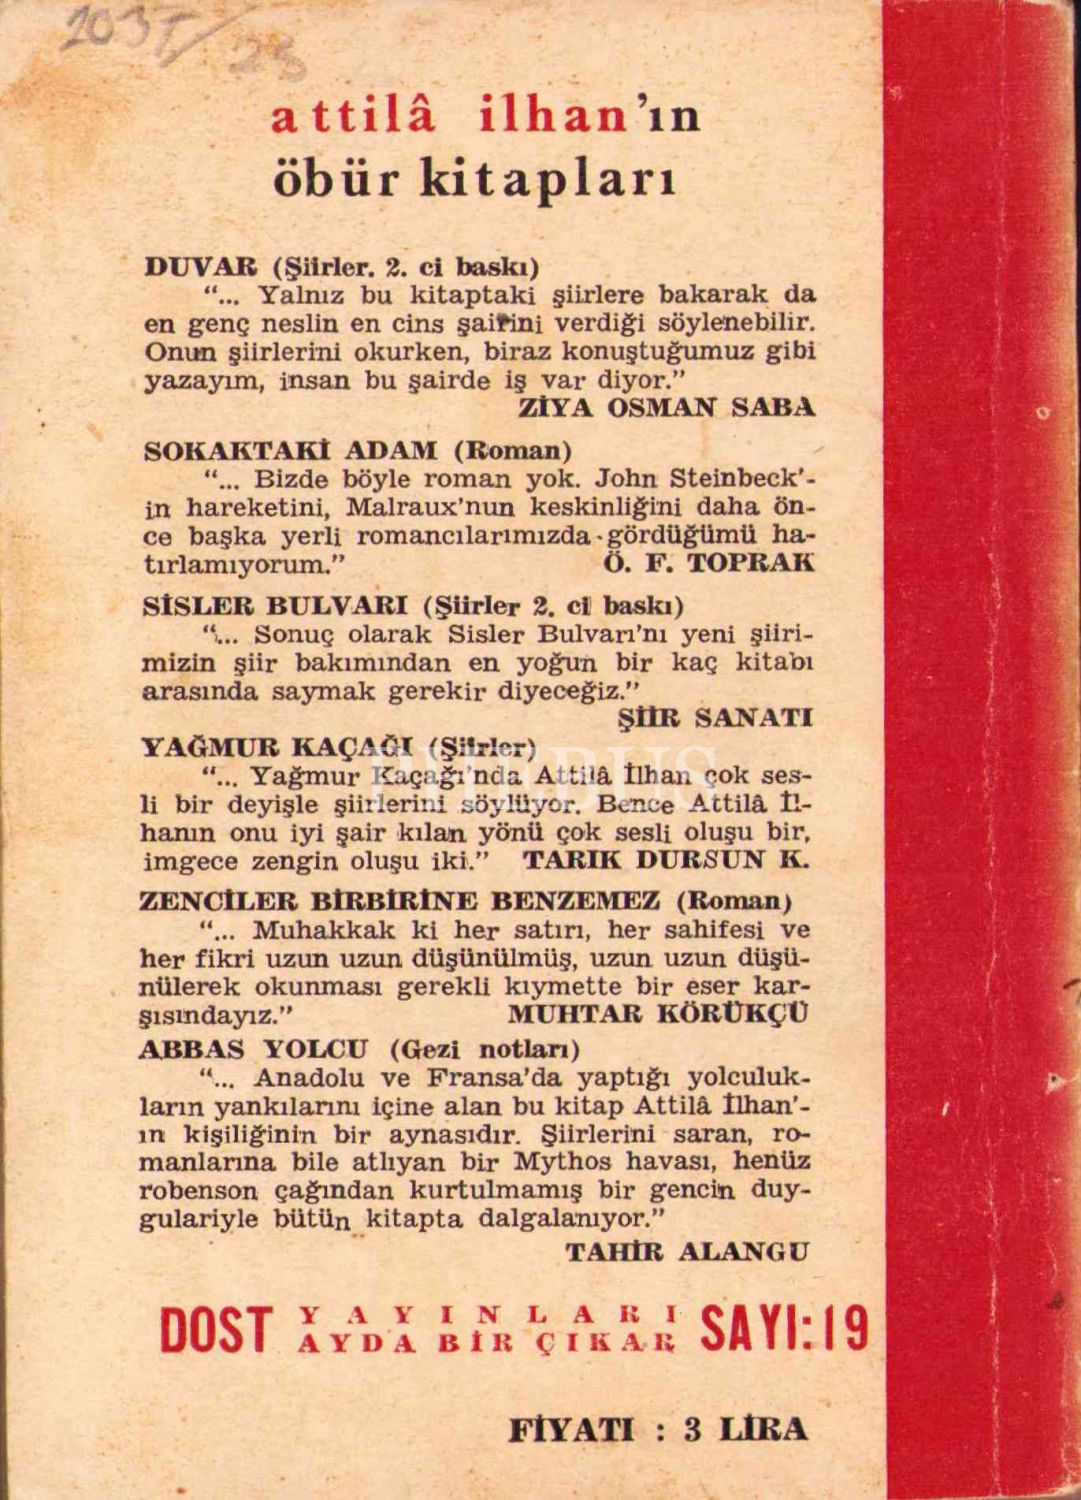 2037/23
attilâ ilhan'ın
öbür kitapları
DUVAR (Şiirler. 2. ci baskı)
"... Yalnız bu kitaptaki şiirlere bakarak da
en genç neslin en cins şairini verdiği söylenebilir.
Onun şiirlerini okurken, biraz konuştuğumuz gibi
yazayım, insan bu şairde iş var diyor."
ZİYA OSMAN SABA
SOKAKTAKİ ADAM (Roman)
"... Bizde böyle roman yok. John Steinbeck'-
in hareketini, Malraux'nun keskinliğini daha ön-
ce başka yerli romancılarımızda gördüğümü ha-
tırlamıyorum." Ö. F. TOPRAK
SİSLER BULVARI (Şiirler 2. ci baskı)
"... Sonuç olarak Sisler Bulvarı'nı yeni şiiri-
mizin şiir bakımından en yoğun bir kaç kitabı
arasında saymak gerekir diyeceğiz."
ŞİİR SANATI
YAĞMUR KAÇAĞI (Şiirler)
"... Yağmur Kaçağı'nda Attilâ İlhan çok ses-
li bir deyişle şiirlerini söylüyor. Bence Attilâ İl-
hanın onu iyi şair kılan yönü çok sesli oluşu bir,
imgece zengin oluşu iki." TARIK DURSUN K.
ZENCİLER BİRBİRİNE BENZEMEZ (Roman)
"... Muhakkak ki her satırı, her sahifesi ve
her fikri uzun uzun düşünülmüş, uzun uzun düşü-
nülerek okunması gerekli kıymette bir eser kar-
şısındayız." MUHTAR KÖRÜKÇÜ
ABBAS YOLCU (Gezi notları)
"... Anadolu ve Fransa'da yaptığı yolculuk-
ların yankılarını içine alan bu kitap Attilâ İlhan'-
ın kişiliğinin bir aynasıdır. Şiirlerini saran, ro-
manlarına bile atlıyan bir Mythos havası, henüz
robenson çağından kurtulmamış bir gencin duy-
gulariyle bütün kitapta dalgalanıyor."
TAHİR ALANGU
DOST YAYINLARI AYDA BİR ÇIKAR SAYI: 19
FİYATI : 3 LİRA